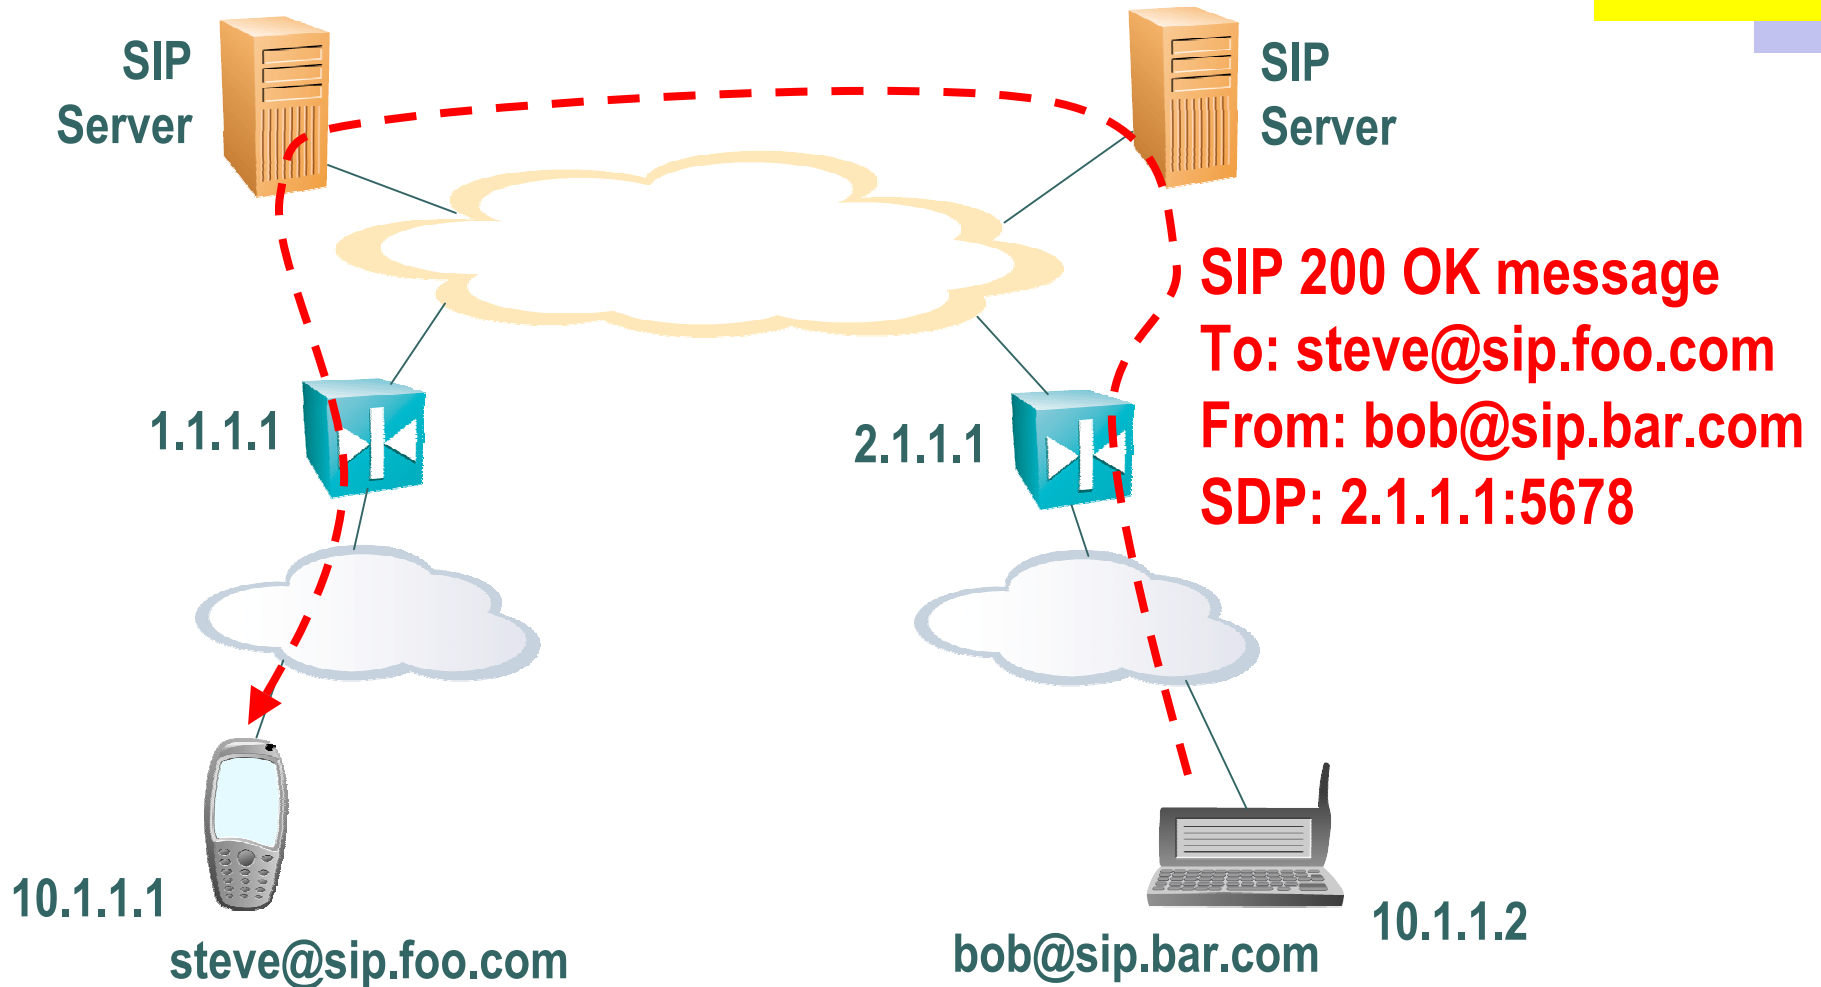 SIP
Server
SIP
Server
SIP 200 OK message
To: steve@sip.foo.com
From: bob@sip.bar.com
SDP: 2.1.1.1:5678
1.1.1.1
2.1.1.1
10.1.1.1
steve@sip.foo.com
bob@sip.bar.com
10.1.1.2